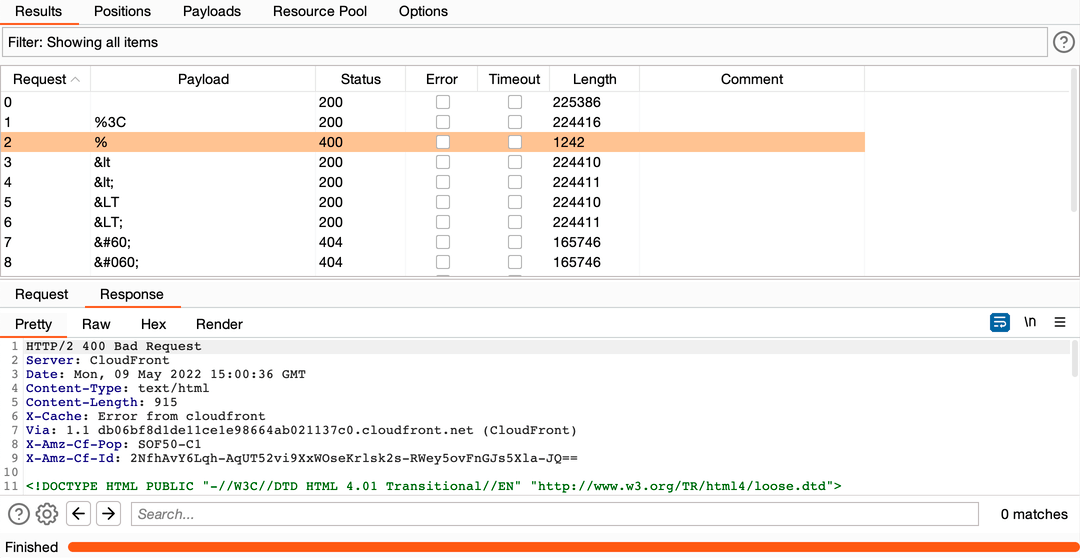 Results Positions Payloads Resource Pool Options
Filter: Showing all items
Request Payload Status Error Timeout Length Comment
0 200 225386
1 %3C 200 224416
2 % 400 1242
3 &lt 200 224410
4 &lt; 200 224411
5 &LT 200 224410
6 &LT; 200 224411
7 &#60; 404 165746
8 &#060; 404 165746
Request Response
Pretty Raw Hex Render \n
1 HTTP/2 400 Bad Request
2 Server: CloudFront
3 Date: Mon, 09 May 2022 15:00:36 GMT
4 Content-Type: text/html
5 Content-Length: 915
6 X-Cache: Error from cloudfront
7 Via: 1.1 db06bf8d1de11ce1e98664ab021137c0.cloudfront.net (CloudFront)
8 X-Amz-Cf-Pop: SOF50-C1
9 X-Amz-Cf-Id: 2NfhAvY6Lqh-AqUT52vi9XxWOseKrlsk2s-RWey5ovFnGJs5Xla-JQ==
10
11 <!DOCTYPE HTML PUBLIC "-//W3C//DTD HTML 4.01 Transitional//EN" "http://www.w3.org/TR/html4/loose.dtd">
Search... 0 matches
Finished